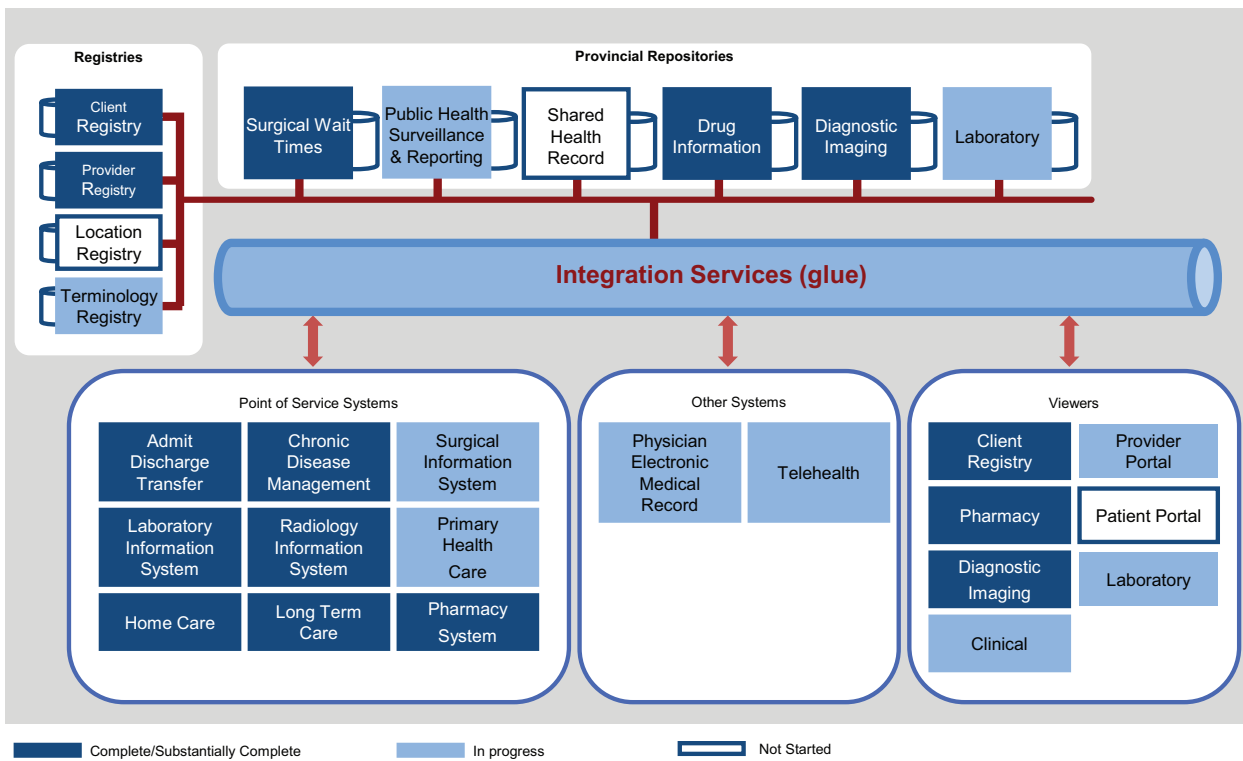 Registries
Client
Registry
Provider
Registry
Location
Registry
Terminology
Registry
Provincial Repositories
Surgical Wait
Times
Public Health
Surveillance
& Reporting
Shared
Health
Record
Drug
Information
Diagnostic
Imaging
Laboratory
Integration Services (glue)
Point of Service Systems
Admit
Discharge
Transfer
Chronic
Disease
Management
Surgical
Information
System
Laboratory
Information
System
Radiology
Information
System
Primary
Health
Care
Home Care
Long Term
Care
Pharmacy
System
Other Systems
Physician
Electronic
Medical
Record
Telehealth
Viewers
Client
Registry
Provider
Portal
Pharmacy
Patient Portal
Diagnostic
Imaging
Laboratory
Clinical
Complete/Substantially Complete
In progress
Not Started